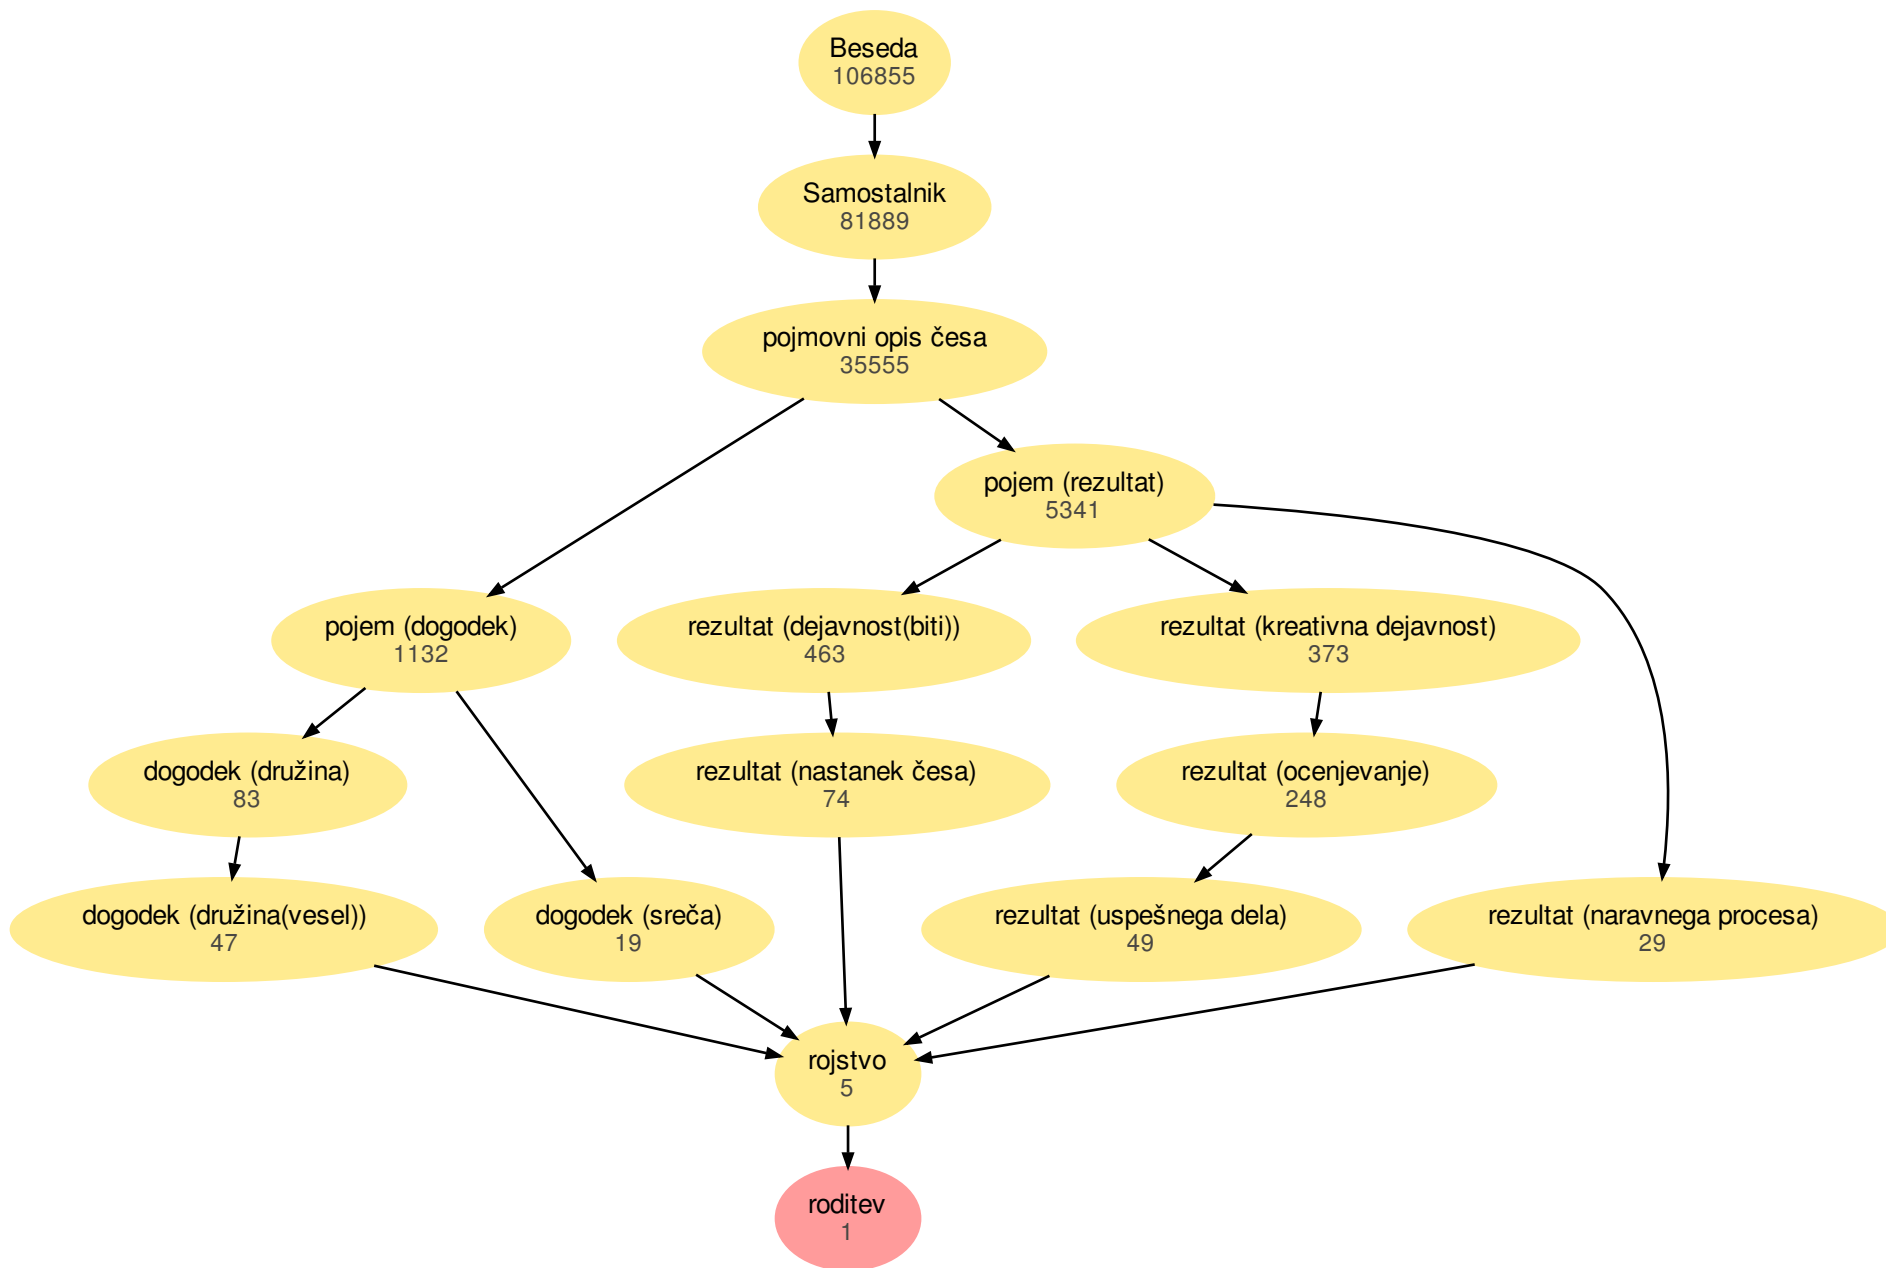 Beseda
106855
Samostalnik
81889
pojmovni opis česa
35555
pojem (rezultat)
5341
pojem (dogodek)
1132
rezultat (dejavnost(biti))
463
rezultat (kreativna dejavnost)
373
dogodek (družina)
83
rezultat (nastanek česa)
74
rezultat (ocenjevanje)
248
dogodek (družina(vesel))
47
dogodek (sreča)
19
rezultat (uspešnega dela)
49
rezultat (naravnega procesa)
29
rojstvo
5
roditev
1